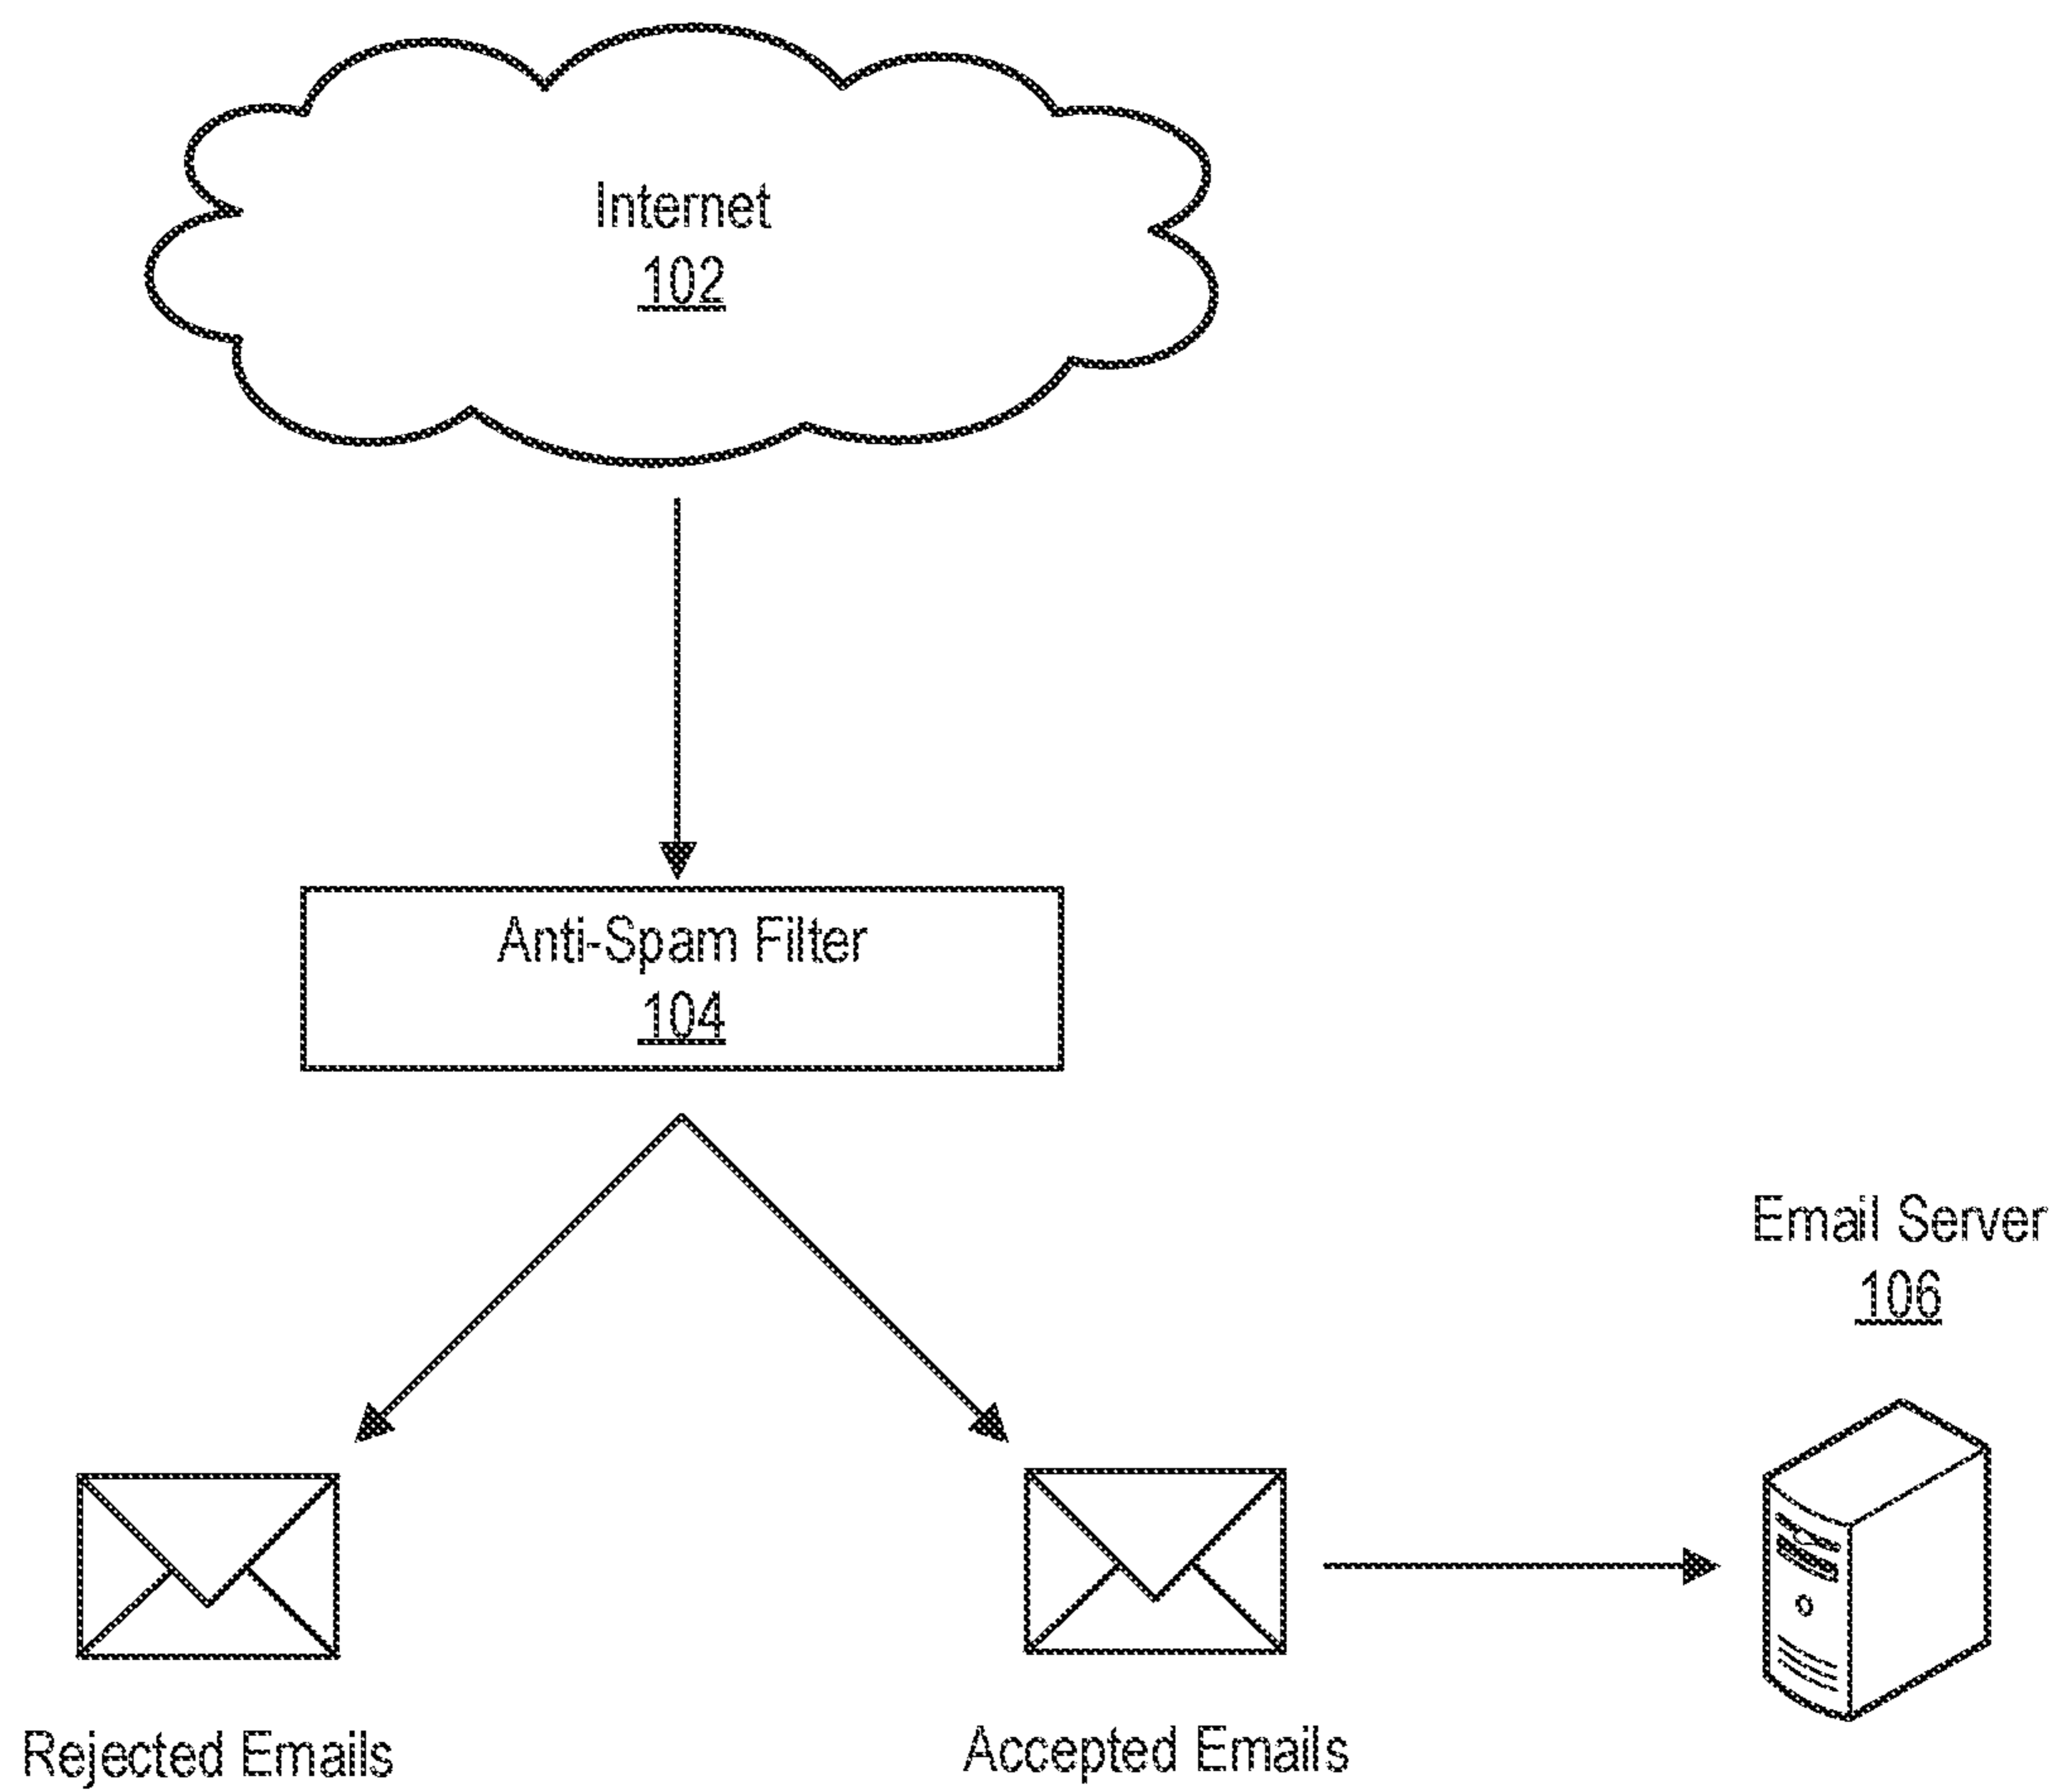 Internet
102
Anti-Spam Filter
104
Email Server
106
Rejected Emails
Accepted Emails